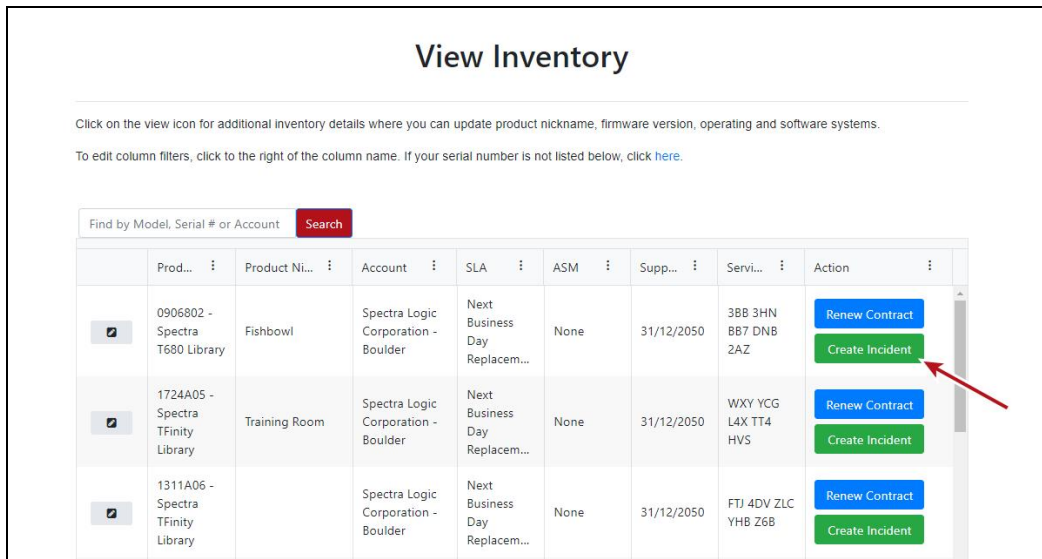 View Inventory
Click on the view icon for additional inventory details where you can update product nickname, firmware version, operating and software systems.
To edit column filters, click to the right of the column name. If your serial number is not listed below, click here.
Find by Model, Serial # or Account Search
Prod... Product Ni... Account SLA ASM Supp... Servi... Action
0906802 -
Spectra
T680 Library
Fishbowl
Spectra Logic
Corporation -
Boulder
Next
Business
Day
Replacem...
None
31/12/2050
3BB 3HN
BB7 DNB
2AZ
Renew Contract
Create Incident
1724A05 -
Spectra
TFinity
Library
Training Room
Spectra Logic
Corporation -
Boulder
Next
Business
Day
Replacem...
None
31/12/2050
WXY YCG
L4X TT4
HVS
Renew Contract
Create Incident
1311A06 -
Spectra
TFinity
Library
Spectra Logic
Corporation -
Boulder
Next
Business
Day
Replacem...
None
31/12/2050
FTJ 4DV ZLC
YHB Z6B
Renew Contract
Create Incident